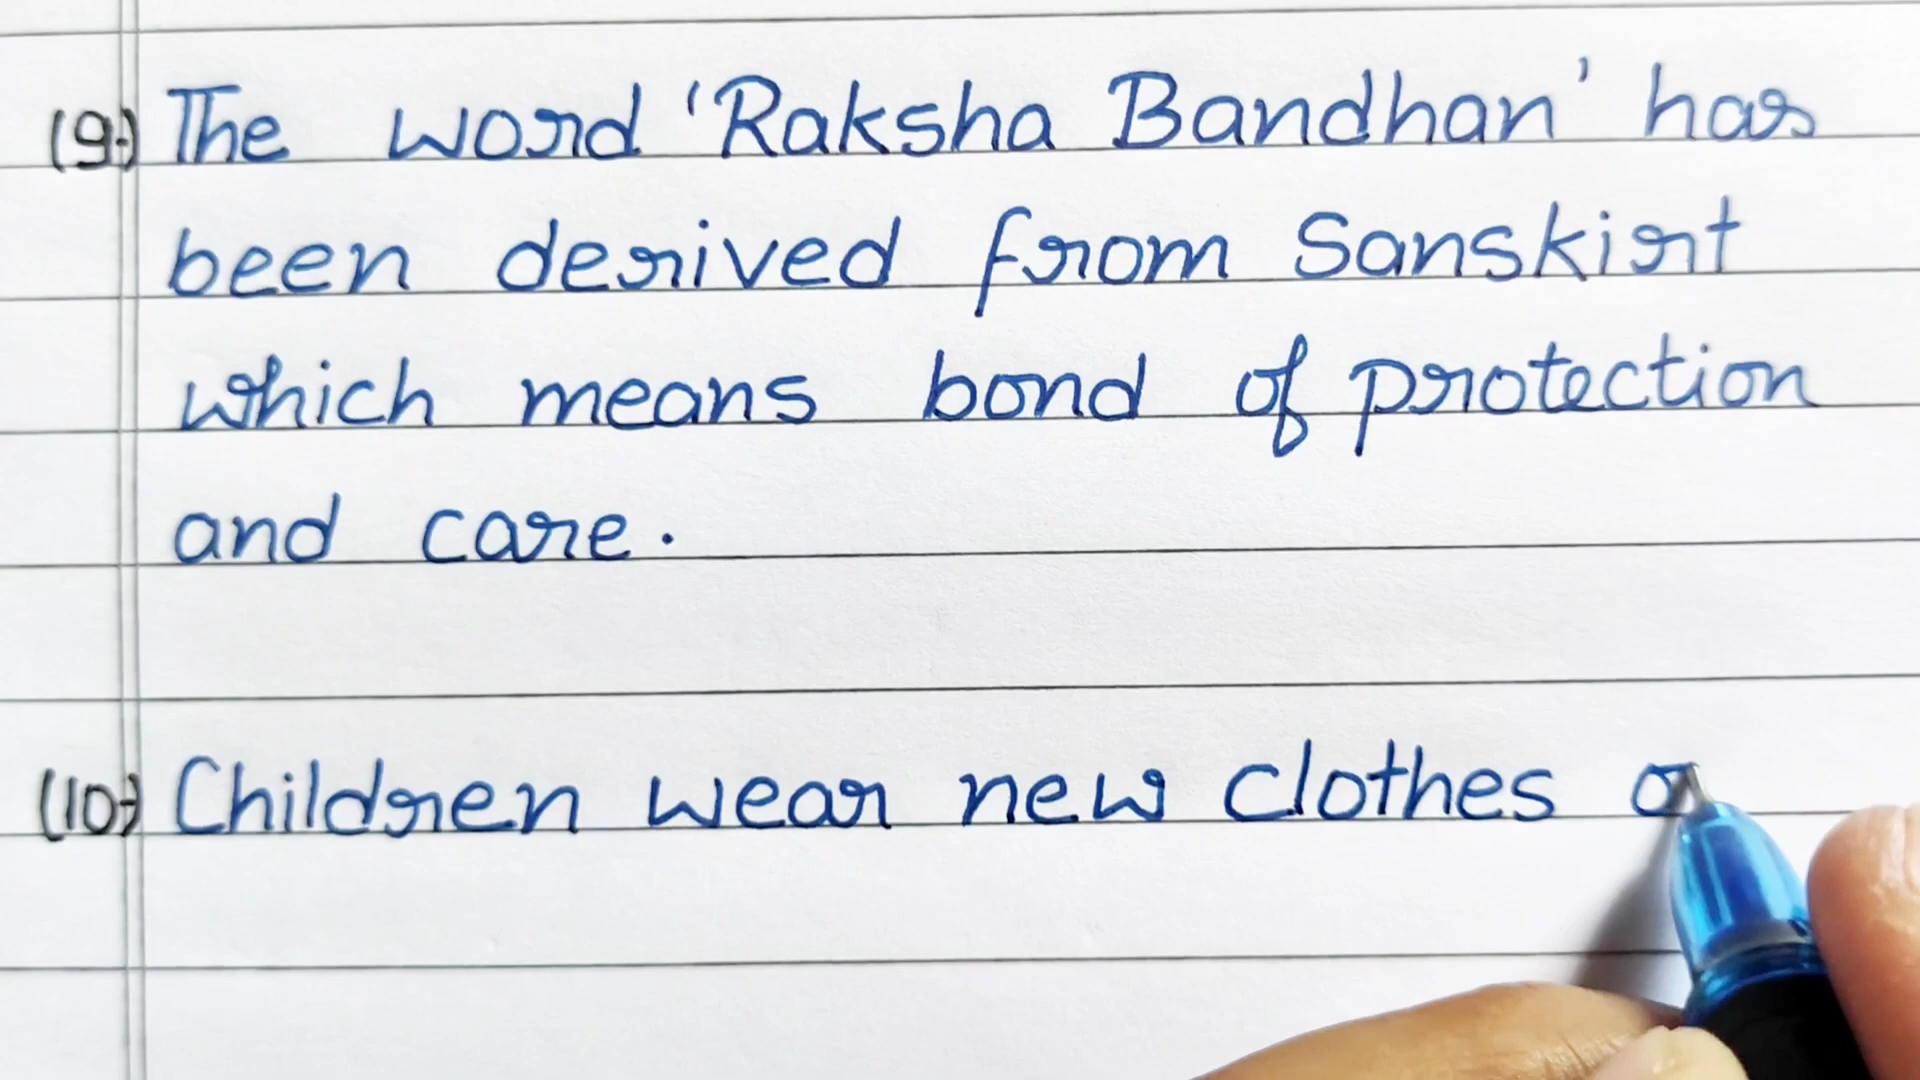 (9.) The word 'Raksha Bandhan' has
been derived from Sanskirt
which means bond of protection
and care.
(10.) Children wear new clothes